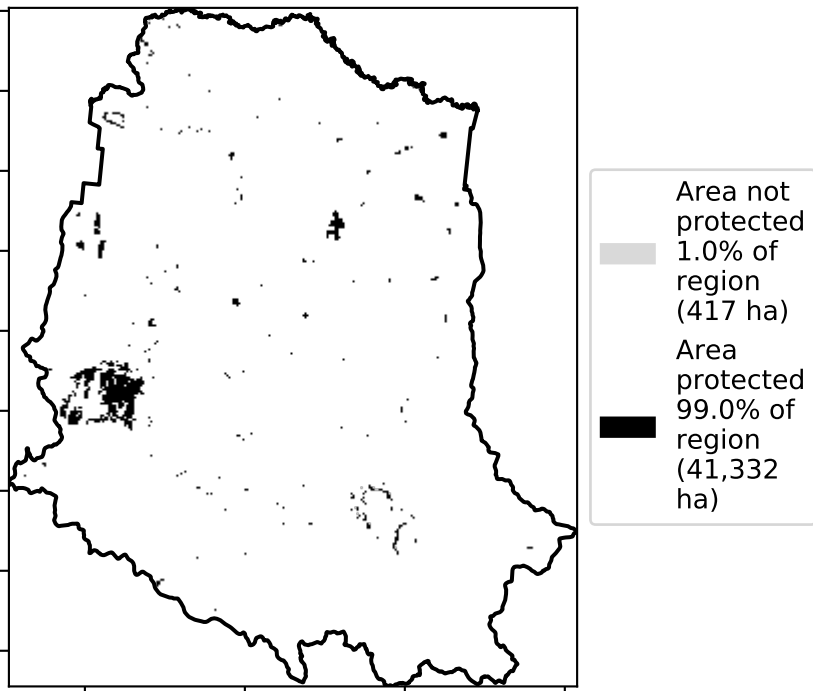 Area not
protected
1.0% of
region
(417 ha)
Area
protected
99.0% of
region
(41,332
ha)